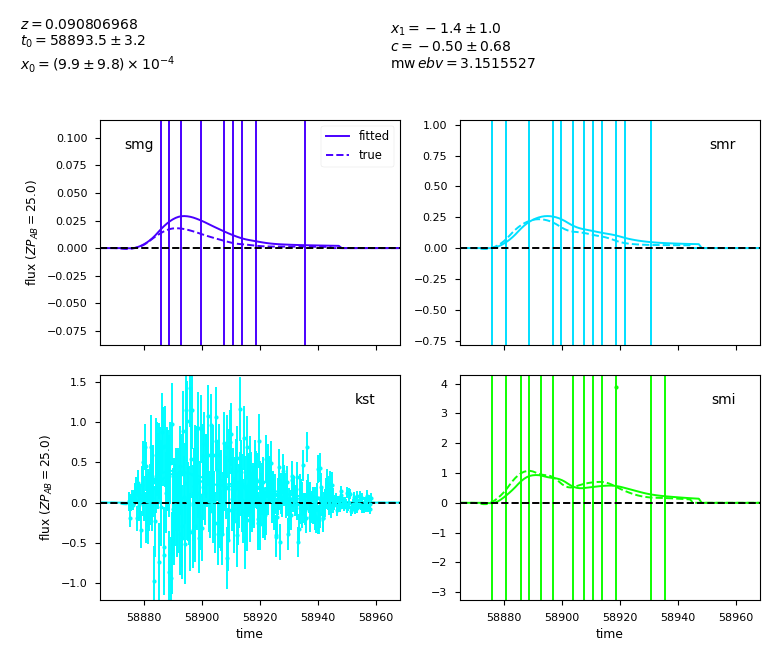 z = 0.090806968
t₀ = 58893.5 ± 3.2
x₀ = (9.9 ± 9.8) × 10⁻⁴
x₁ = −1.4 ± 1.0
c = −0.50 ± 0.68
mw ebv = 3.1515527
smg
fitted
true
0.100
0.075
0.050
0.025
0.000
−0.025
−0.050
−0.075
flux (ZP_AB = 25.0)
smr
1.00
0.75
0.50
0.25
0.00
−0.25
−0.50
−0.75
kst
1.5
1.0
0.5
0.0
−0.5
−1.0
flux (ZP_AB = 25.0)
58880 58900 58920 58940 58960
time
smi
4
3
2
1
0
−1
−2
−3
58880 58900 58920 58940 58960
time